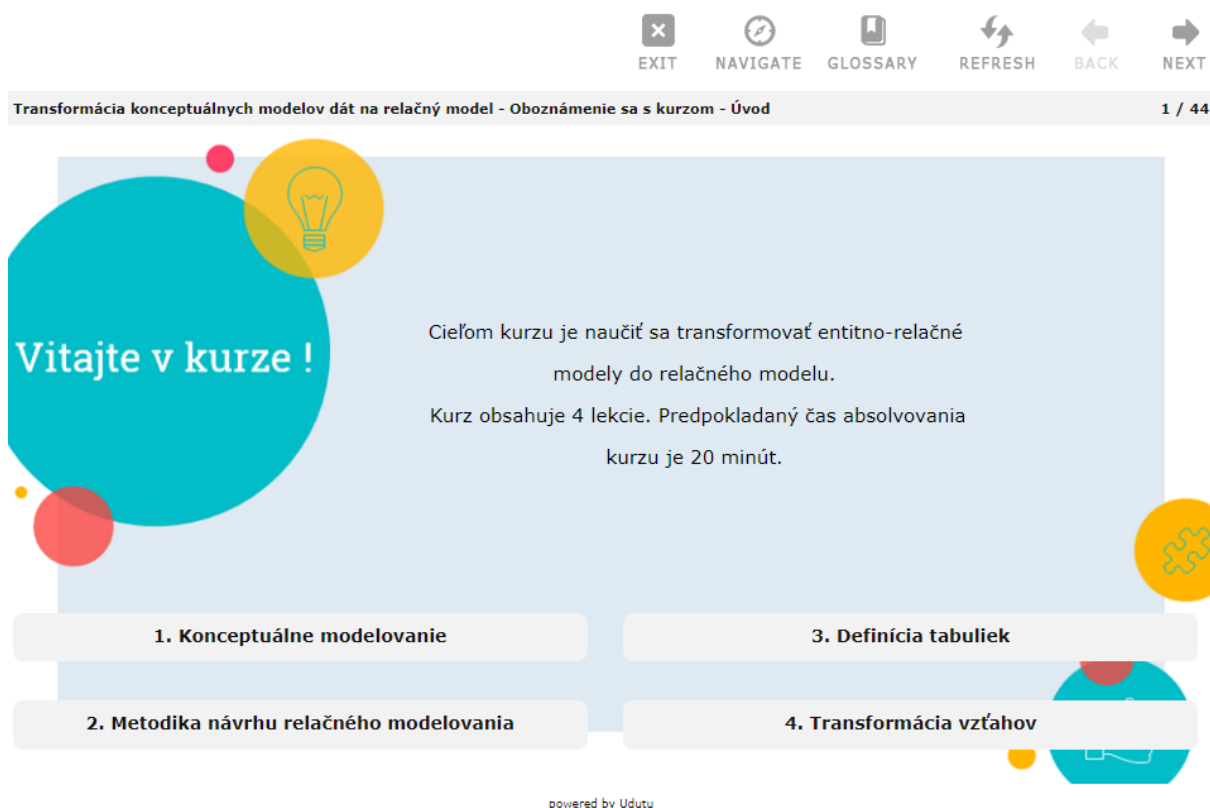 EXIT NAVIGATE GLOSSARY REFRESH BACK NEXT
Transformácia konceptuálnych modelov dát na relačný model - Oboznámenie sa s kurzom - Úvod 1 / 44
Vitajte v kurze !
Cieľom kurzu je naučiť sa transformovať entitno-relačné
modely do relačného modelu.
Kurz obsahuje 4 lekcie. Predpokladaný čas absolvovania
kurzu je 20 minút.
1. Konceptuálne modelovanie
3. Definícia tabuliek
2. Metodika návrhu relačného modelovania
4. Transformácia vzťahov
powered by Udutu